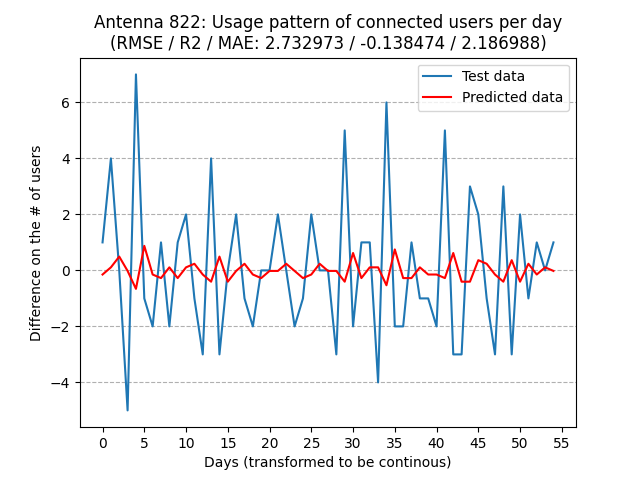 Antenna 822: Usage pattern of connected users per day
(RMSE / R2 / MAE: 2.732973 / -0.138474 / 2.186988)
Test data
Predicted data
6
4
2
0
−2
−4
Difference on the # of users
0 5 10 15 20 25 30 35 40 45 50 55
Days (transformed to be continous)